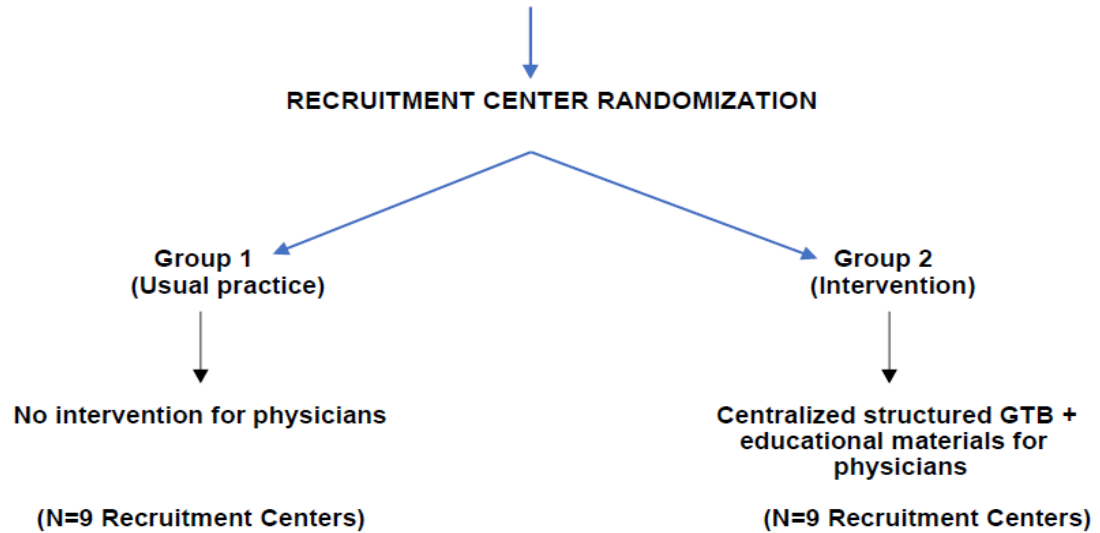 RECRUITMENT CENTER RANDOMIZATION
Group 1
(Usual practice)
Group 2
(Intervention)
No intervention for physicians
Centralized structured GTB +
educational materials for
physicians
(N=9 Recruitment Centers)
(N=9 Recruitment Centers)